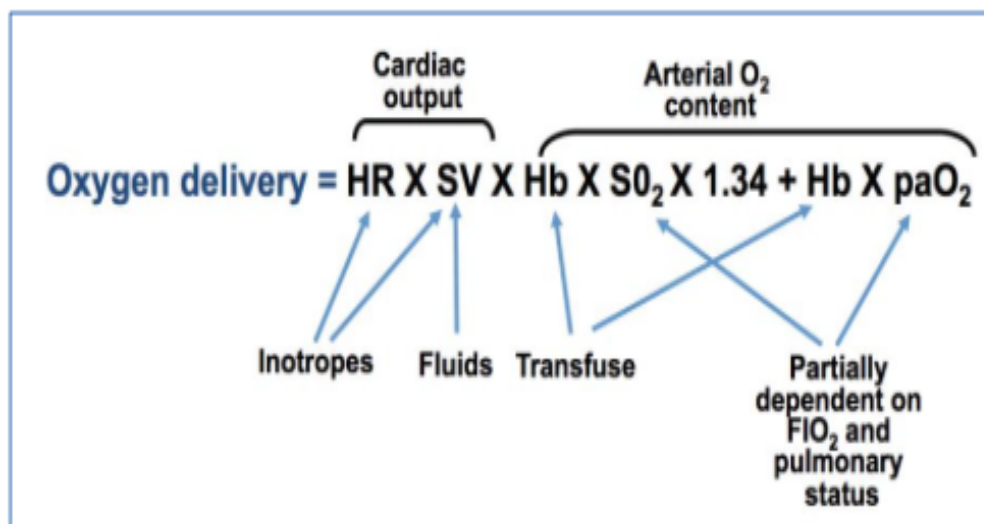 Cardiac
output
Arterial O₂
content
Oxygen delivery = HR X SV X Hb X S0₂ X 1.34 + Hb X paO₂
Inotropes
Fluids
Transfuse
Partially
dependent on
FIO₂ and
pulmonary
status